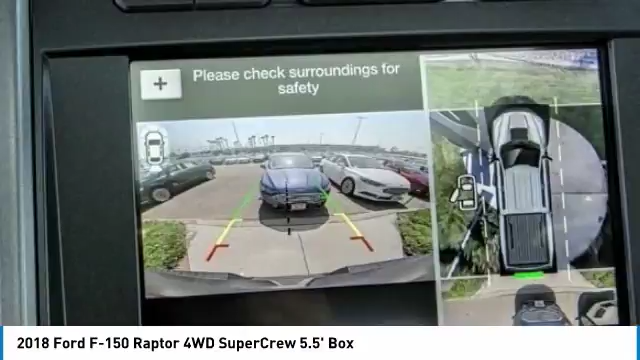 Please check surroundings for
safety
2018 Ford F-150 Raptor 4WD SuperCrew 5.5' Box